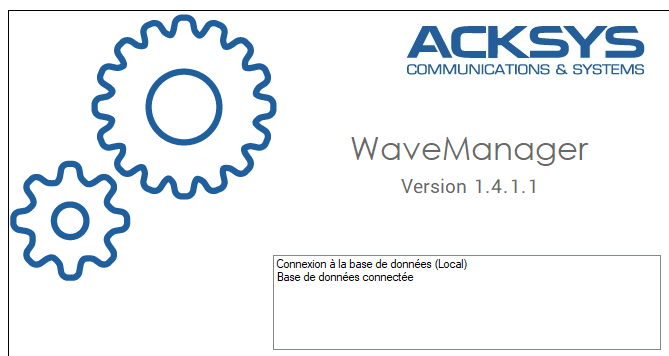 ACKSYS
COMMUNICATIONS & SYSTEMS
WaveManager
Version 1.4.1.1
Connexion à la base de données (Local)
Base de données connectée